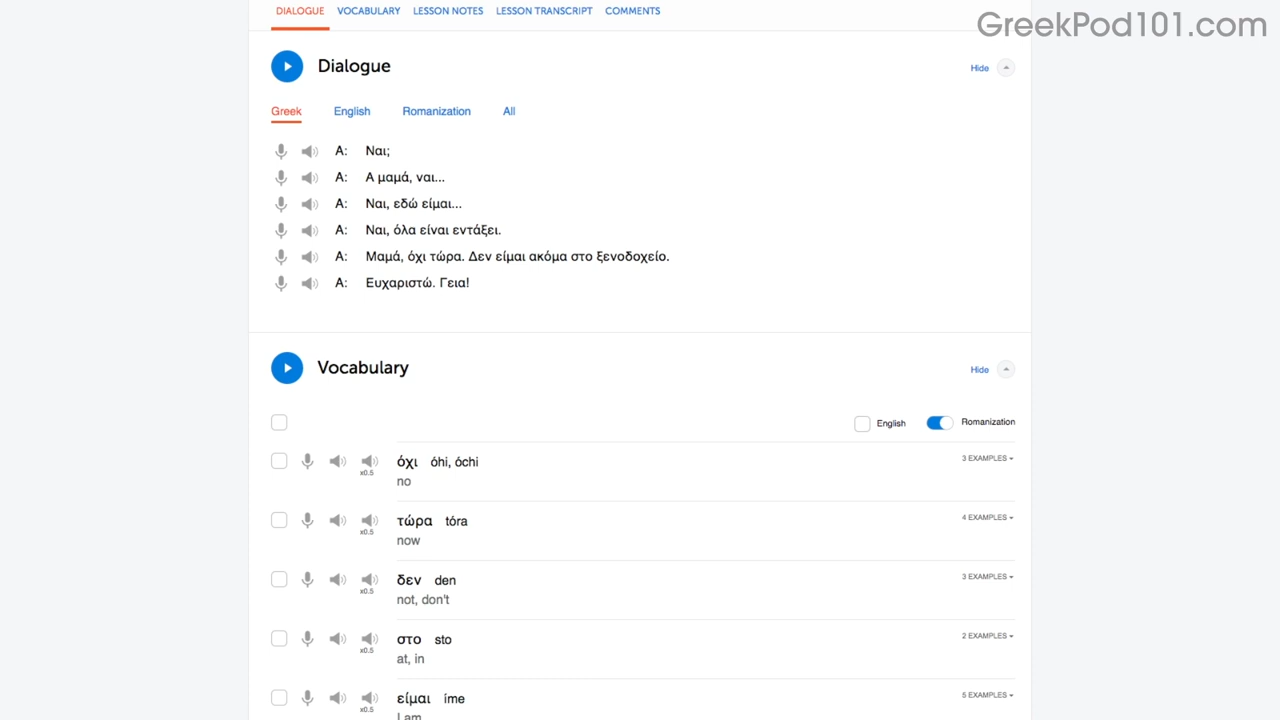 GreekPod101.com
DIALOGUE VOCABULARY LESSON NOTES LESSON TRANSCRIPT COMMENTS
Dialogue
Hide
Greek English Romanization All
A: Ναι;
A: Α μαμά, ναι...
A: Ναι, εδώ είμαι...
A: Ναι, όλα είναι εντάξει.
A: Μαμά, όχι τώρα. Δεν είμαι ακόμα στο ξενοδοχείο.
A: Ευχαριστώ. Γεια!
Vocabulary
Hide
English Romanization
όχι óhi, óchi
3 EXAMPLES
x0.5
no
τώρα tóra
4 EXAMPLES
x0.5
now
δεν den
3 EXAMPLES
x0.5
not, don't
στο sto
2 EXAMPLES
x0.5
at, in
είμαι íme
5 EXAMPLES
x0.5
I am